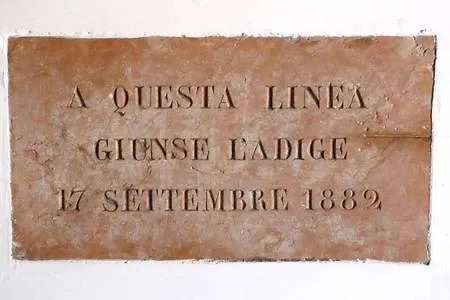 A QUESTA LINEA
GIUNSE L'ADIGE
17 SETTEMBRE 1882